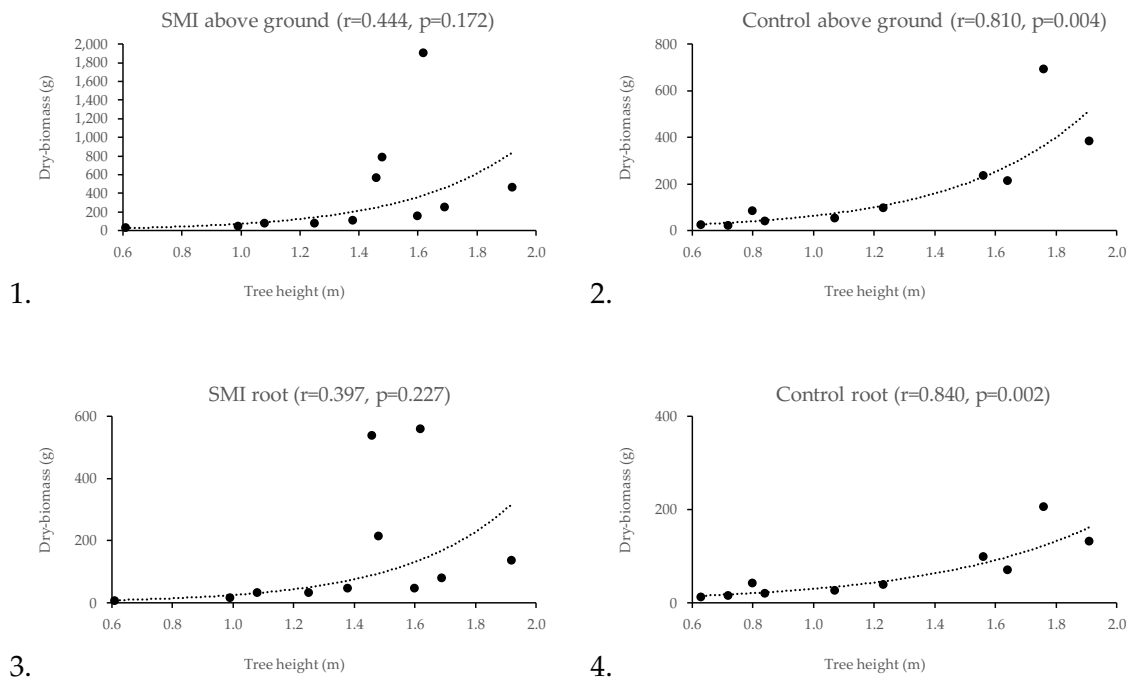 SMI above ground (r=0.444, p=0.172)
Dry-biomass (g)
2,000
1,800
1,600
1,400
1,200
1,000
800
600
400
200
0
0.6 0.8 1.0 1.2 1.4 1.6 1.8 2.0
Tree height (m)
1.
Control above ground (r=0.810, p=0.004)
Dry-biomass (g)
800
600
400
200
0
0.6 0.8 1.0 1.2 1.4 1.6 1.8 2.0
Tree height (m)
2.
SMI root (r=0.397, p=0.227)
Dry-biomass (g)
600
400
200
0
0.6 0.8 1.0 1.2 1.4 1.6 1.8 2.0
Tree height (m)
3.
Control root (r=0.840, p=0.002)
Dry-biomass (g)
400
200
0
0.6 0.8 1.0 1.2 1.4 1.6 1.8 2.0
Tree height (m)
4.